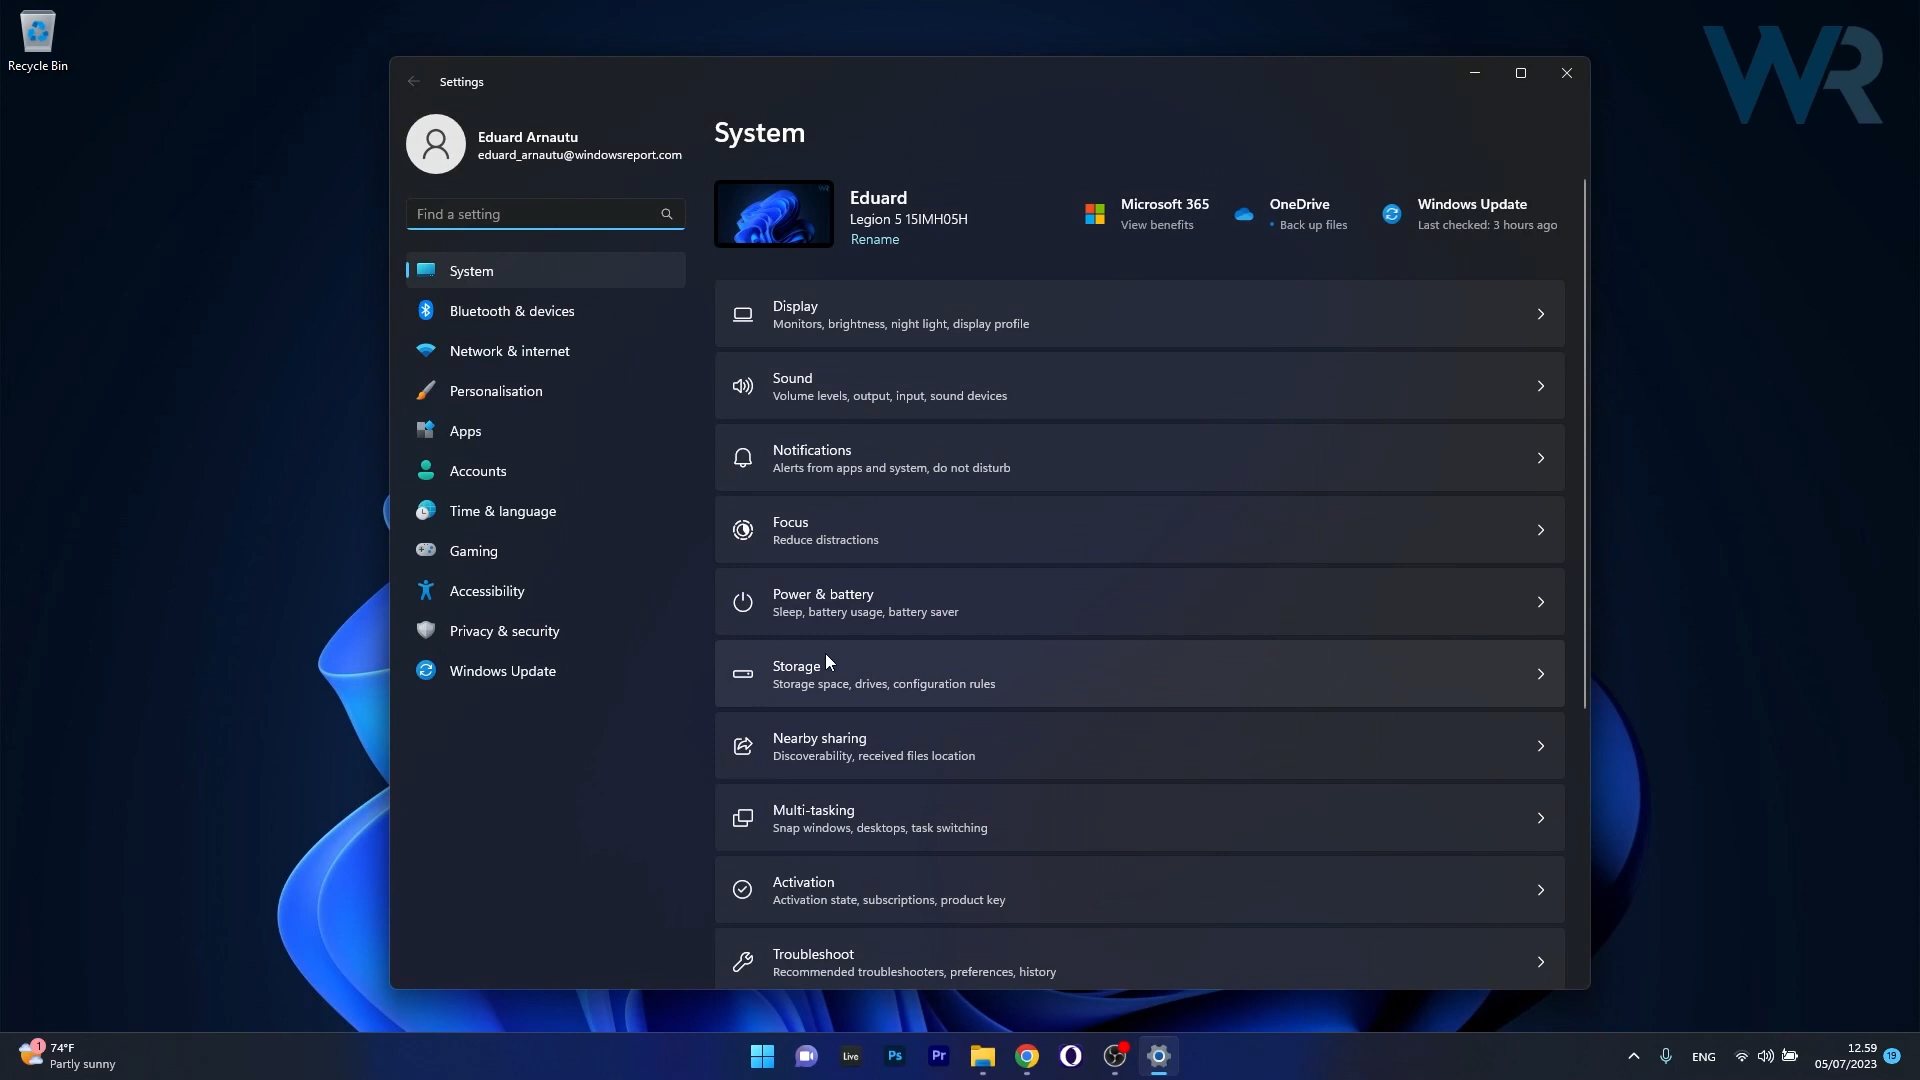 Recycle Bin
WR
Settings
Eduard Arnautu
eduard_arnautu@windowsreport.com
Find a setting
System
Bluetooth & devices
Network & internet
Personalisation
Apps
Accounts
Time & language
Gaming
Accessibility
Privacy & security
Windows Update
System
Eduard
Legion 5 15IMH05H
Rename
Microsoft 365
View benefits
OneDrive
• Back up files
Windows Update
Last checked: 3 hours ago
Display
Monitors, brightness, night light, display profile
Sound
Volume levels, output, input, sound devices
Notifications
Alerts from apps and system, do not disturb
Focus
Reduce distractions
Power & battery
Sleep, battery usage, battery saver
Storage
Storage space, drives, configuration rules
Nearby sharing
Discoverability, received files location
Multi-tasking
Snap windows, desktops, task switching
Activation
Activation state, subscriptions, product key
Troubleshoot
Recommended troubleshooters, preferences, history
1
74°F
Partly sunny
Live
Ps
Pr
ENG
12.59
05/07/2023
19